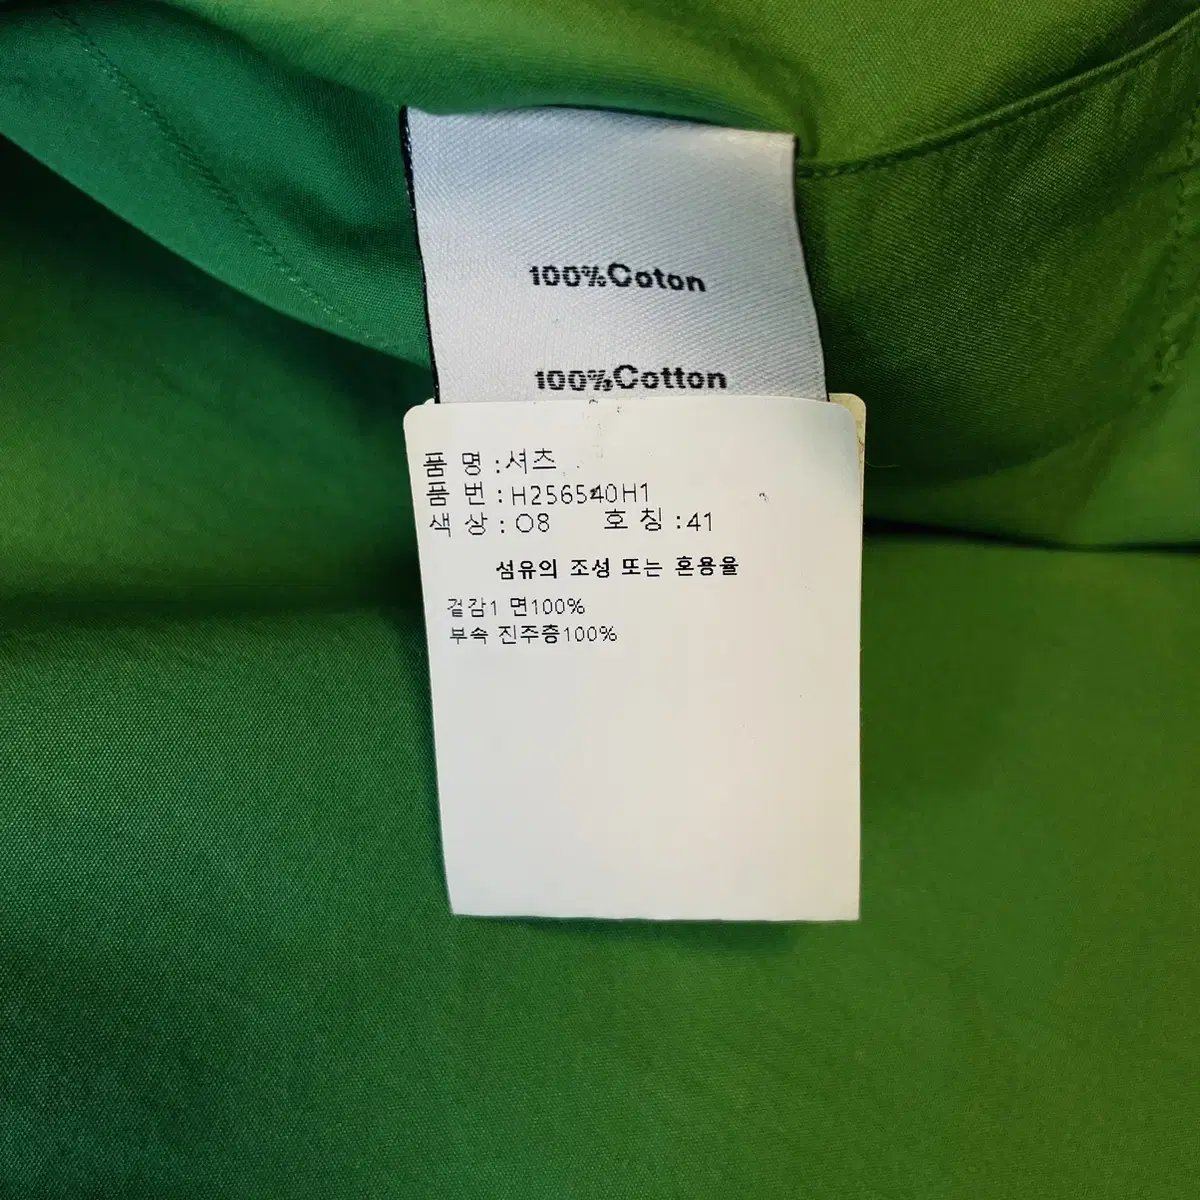 100%Coton
100%Cotton
품 명 :셔츠
품 번 : H256540H1
색 상 : 08 호 칭 :41
섬유의 조성 또는 혼용율
겉감1 면100%
부속 진주층100%